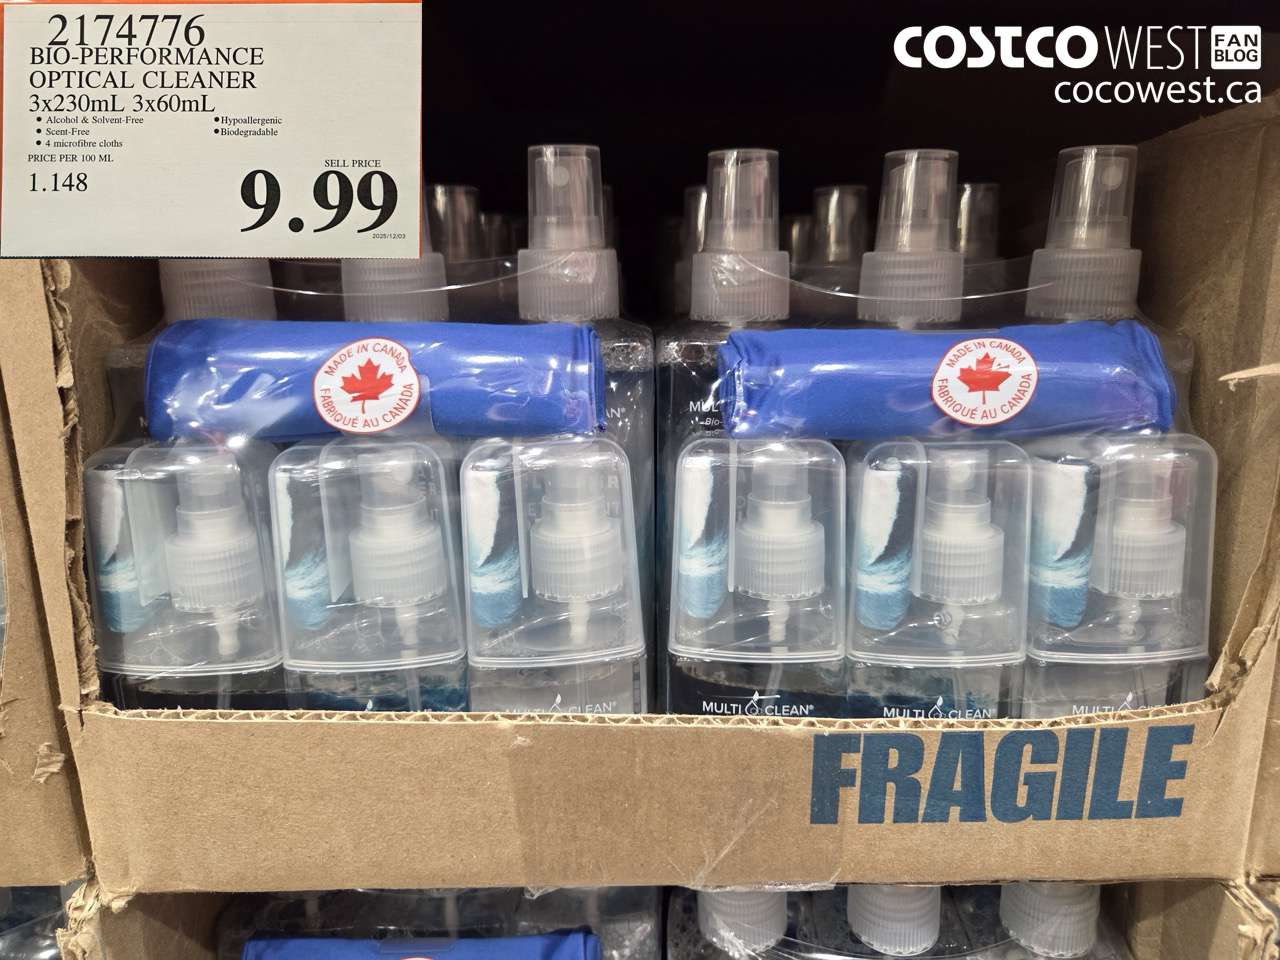 2174776
BIO-PERFORMANCE
OPTICAL CLEANER
3x230mL 3x60mL
• Alcohol & Solvent-Free
• Scent-Free
• 4 microfibre cloths
• Hypoallergenic
• Biodegradable
PRICE PER 100 ML
1.148
SELL PRICE
9.99
2025/12/03
COSTCO WEST FAN BLOG
cocowest.ca
MADE IN CANADA
FABRIQUÉ AU CANADA
MADE IN CANADA
FABRIQUÉ AU CANADA
MULTI CLEAN®
MULTI CLEAN®
MULTI CLEAN®
MULTI
FRAGILE